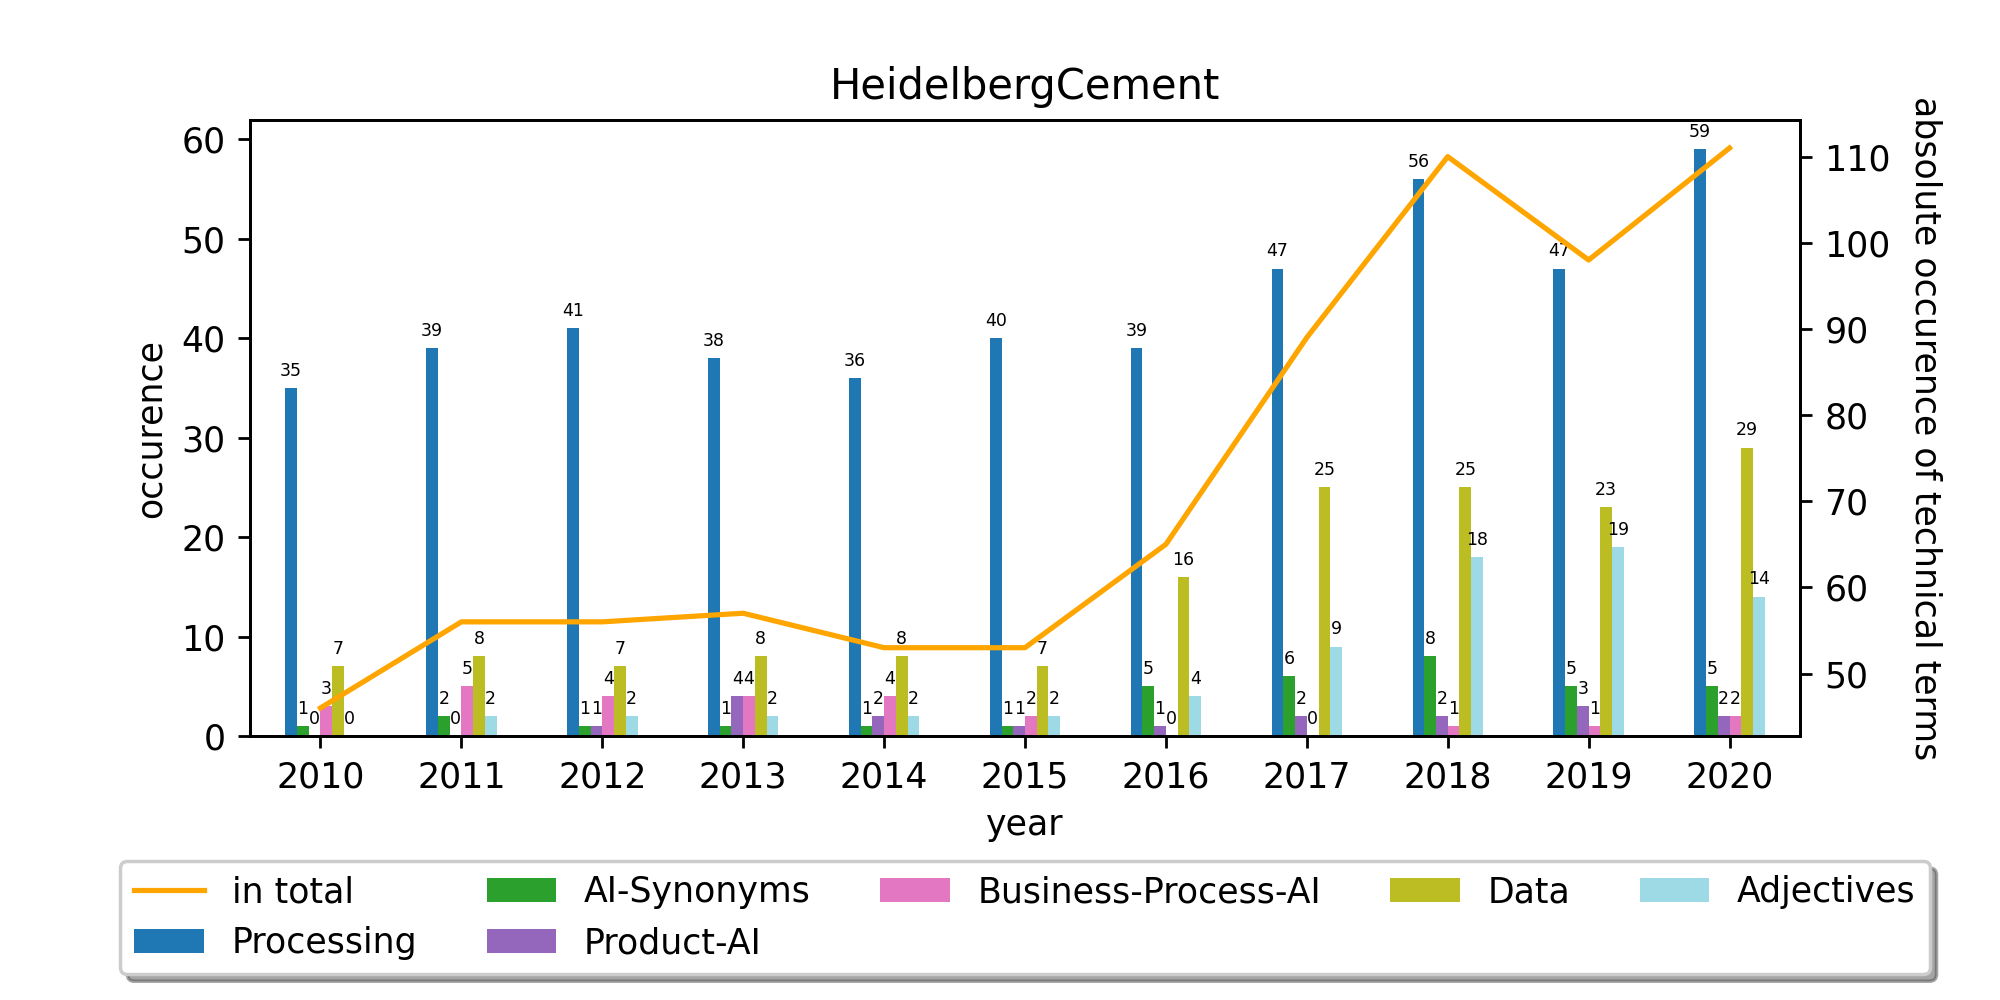 HeidelbergCement
occurence
60
50
40
30
20
10
0
absolute occurence of technical terms
110
100
90
80
70
60
50
35 1 0 3 7 0
39 2 0 5 8 2
41 1 1 4 7 2
38 1 4 4 8 2
36 1 2 4 8 2
40 1 1 2 7 2
39 5 1 0 16 4
47 6 2 0 25 9
56 8 2 1 25 18
47 5 3 1 23 19
59 5 2 2 29 14
2010 2011 2012 2013 2014 2015 2016 2017 2018 2019 2020
year
in total AI-Synonyms Business-Process-AI Data Adjectives
Processing Product-AI